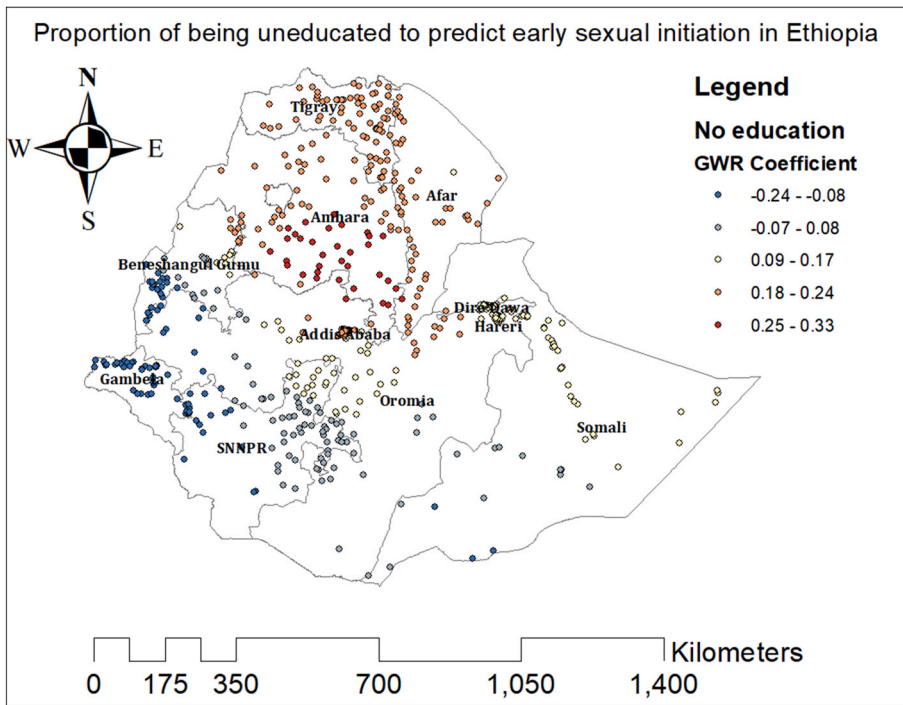 Proportion of being uneducated to predict early sexual initiation in Ethiopia
N
W E
S
Legend
No education
GWR Coefficient
-0.24 - -0.08
-0.07 - 0.08
0.09 - 0.17
0.18 - 0.24
0.25 - 0.33
Tigray
Afar
Amhara
Beneshangul Gumu
Dire Dawa
Hareri
Addis Ababa
Gambela
Oromia
Somali
SNNPR
Kilometers
0 175 350 700 1,050 1,400